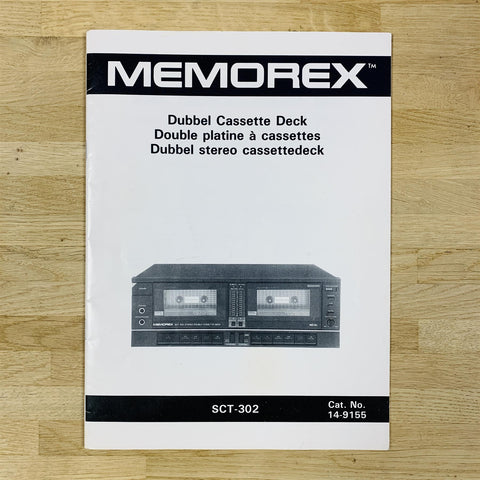 MEMOREX™
Dubbel Cassette Deck
Double platine à cassettes
Dubbel stereo cassettedeck
MEMOREX
SCT-302
Cat. No.
14-9155